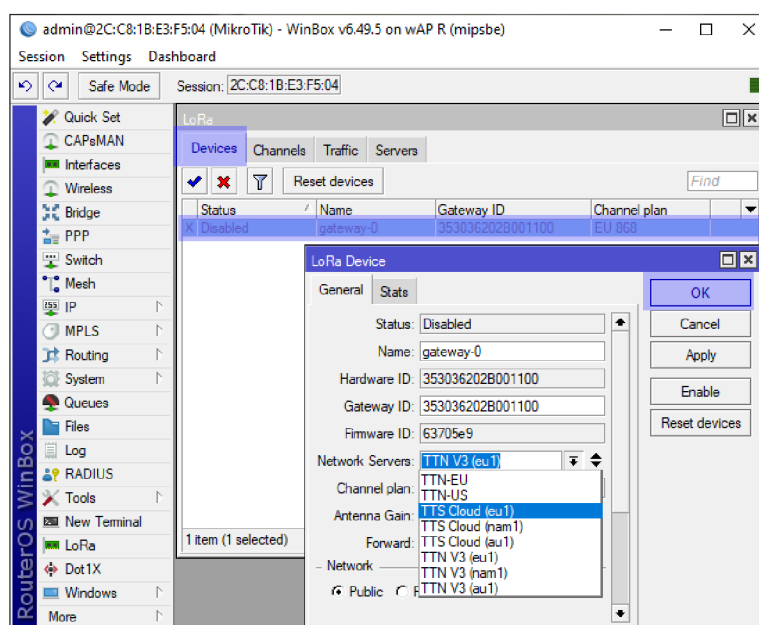 admin@2C:C8:1B:E3:F5:04 (MikroTik) - WinBox v6.49.5 on wAP R (mipsbe)
Session Settings Dashboard
Safe Mode Session: 2C:C8:1B:E3:F5:04
RouterOS WinBox
Quick Set
CAPsMAN
Interfaces
Wireless
Bridge
PPP
Switch
Mesh
IP
MPLS
Routing
System
Queues
Files
Log
RADIUS
Tools
New Terminal
LoRa
Dot1X
Windows
More
LoRa
Devices Channels Traffic Servers
Reset devices Find
Status Name Gateway ID Channel plan
X Disabled gateway-0 353036202B001100 EU 868
1 item (1 selected)
LoRa Device
General Stats
Status: Disabled
Name: gateway-0
Hardware ID: 353036202B001100
Gateway ID: 353036202B001100
Firmware ID: 63705e9
Network Servers: TTN V3 (eu1)
Channel plan:
Antenna Gain:
Forward:
Network
Public
TTN-EU
TTN-US
TTS Cloud (eu1)
TTS Cloud (nam1)
TTS Cloud (au1)
TTN V3 (eu1)
TTN V3 (nam1)
TTN V3 (au1)
OK
Cancel
Apply
Enable
Reset devices